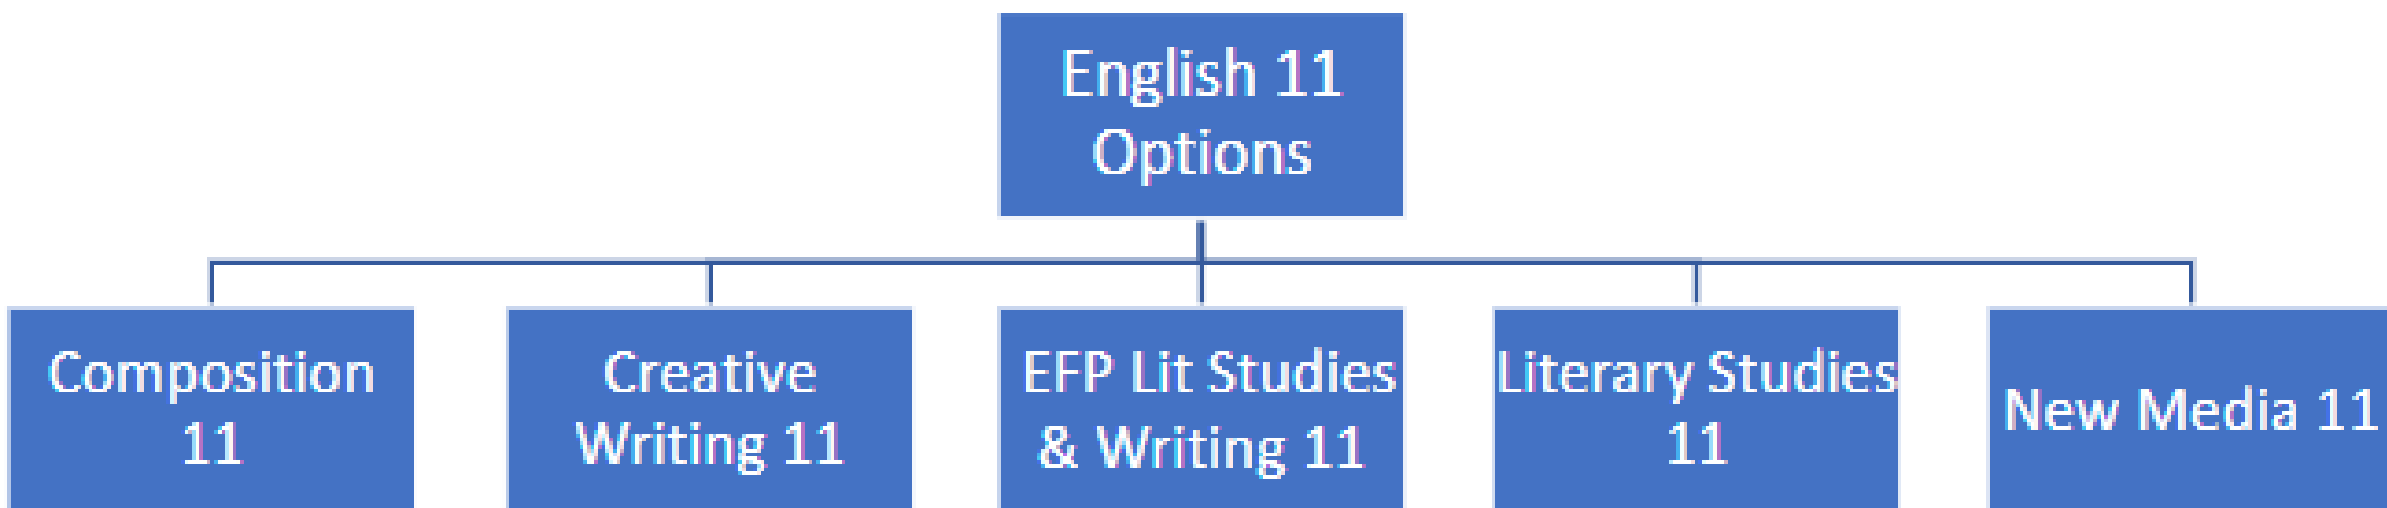 English 11
Options
Composition
11
Creative
Writing 11
EFP Lit Studies
& Writing 11
Literary Studies
11
New Media 11